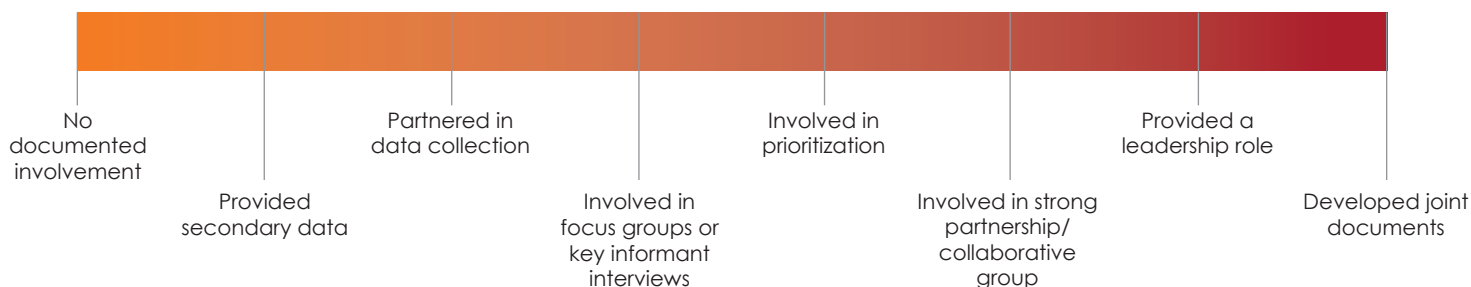 No
documented
involvement
Provided
secondary data
Partnered in
data collection
Involved in
focus groups or
key informant
interviews
Involved in
prioritization
Involved in strong
partnership/
collaborative
group
Provided a
leadership role
Developed joint
documents